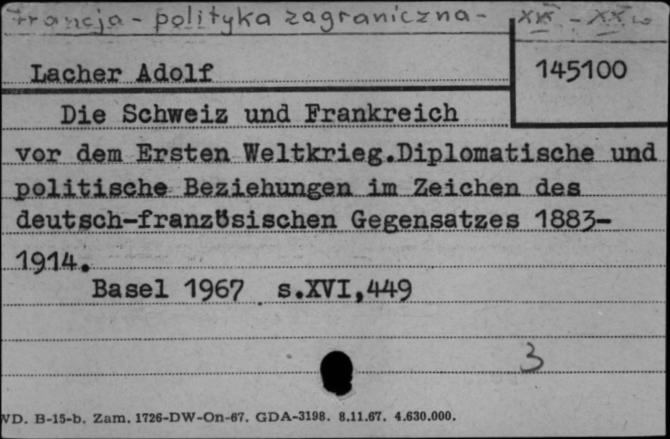 Francja - polityka zagraniczna - XIX - XX w
Lacher Adolf 145100
Die Schweiz und Frankreich
vor dem Ersten Weltkrieg.Diplomatische und
politische Beziehungen im Zeichen des
deutsch-französischen Gegensatzes 1883-
1914.
Basel 1967 s.XVI,449
3
WD. B-15-b. Zam. 1726-DW-On-67. GDA-3198. 8.11.67. 4.630.000.